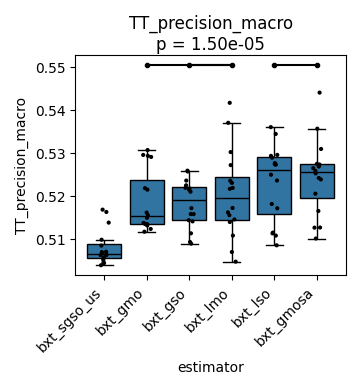 TT_precision_macro
p = 1.50e-05
0.55
0.54
0.53
0.52
0.51
TT_precision_macro
bxt_sgso_us
bxt_gmo
bxt_gso
bxt_lmo
bxt_lso
bxt_gmosa
estimator